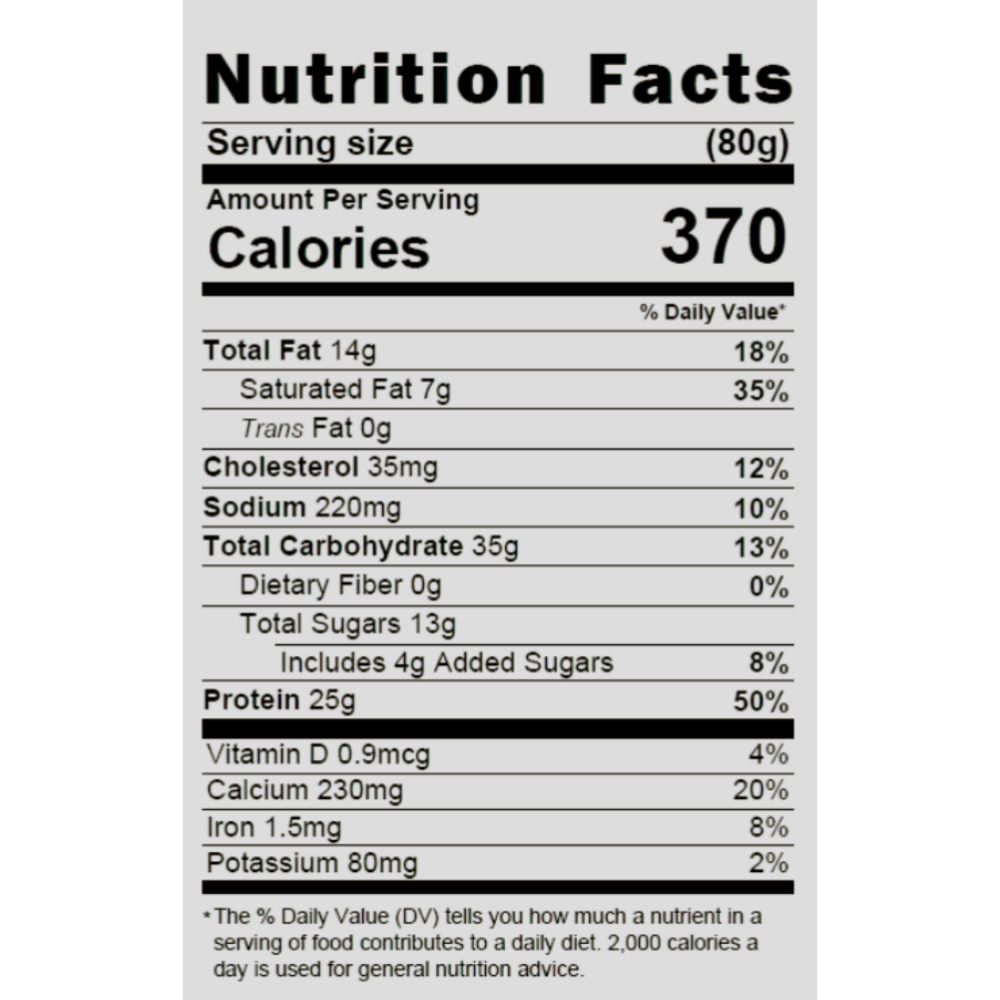 Nutrition Facts
Serving size (80g)
Amount Per Serving
Calories 370
% Daily Value*
Total Fat 14g 18%
Saturated Fat 7g 35%
Trans Fat 0g
Cholesterol 35mg 12%
Sodium 220mg 10%
Total Carbohydrate 35g 13%
Dietary Fiber 0g 0%
Total Sugars 13g
Includes 4g Added Sugars 8%
Protein 25g 50%
Vitamin D 0.9mcg 4%
Calcium 230mg 20%
Iron 1.5mg 8%
Potassium 80mg 2%
*The % Daily Value (DV) tells you how much a nutrient in a
serving of food contributes to a daily diet. 2,000 calories a
day is used for general nutrition advice.